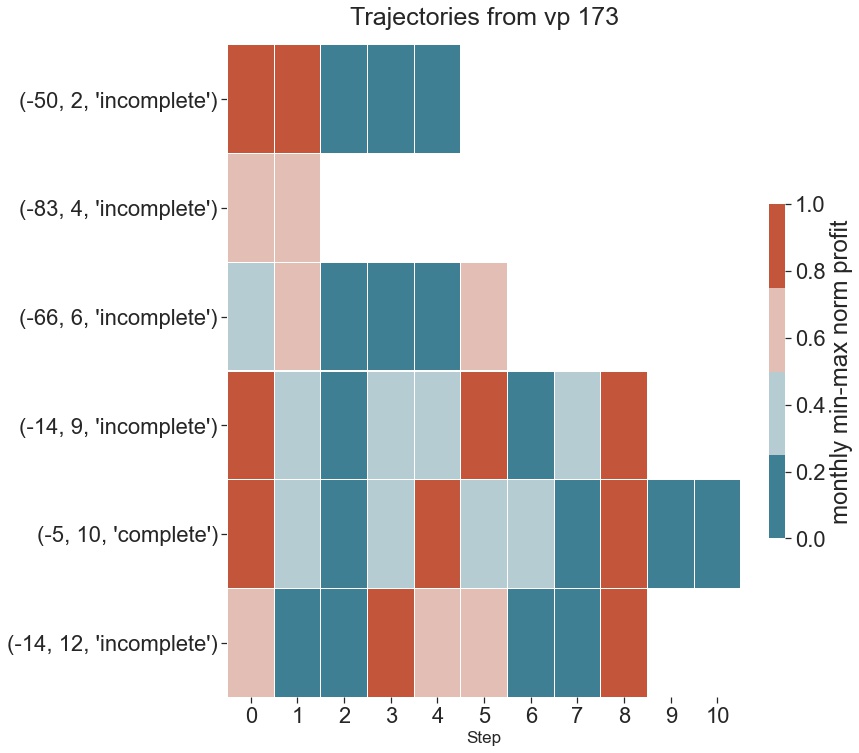 Trajectories from vp 173
(-50, 2, 'incomplete')
(-83, 4, 'incomplete')
(-66, 6, 'incomplete')
(-14, 9, 'incomplete')
(-5, 10, 'complete')
(-14, 12, 'incomplete')
0 1 2 3 4 5 6 7 8 9 10
Step
1.0
0.8
0.6
0.4
0.2
0.0
monthly min-max norm profit